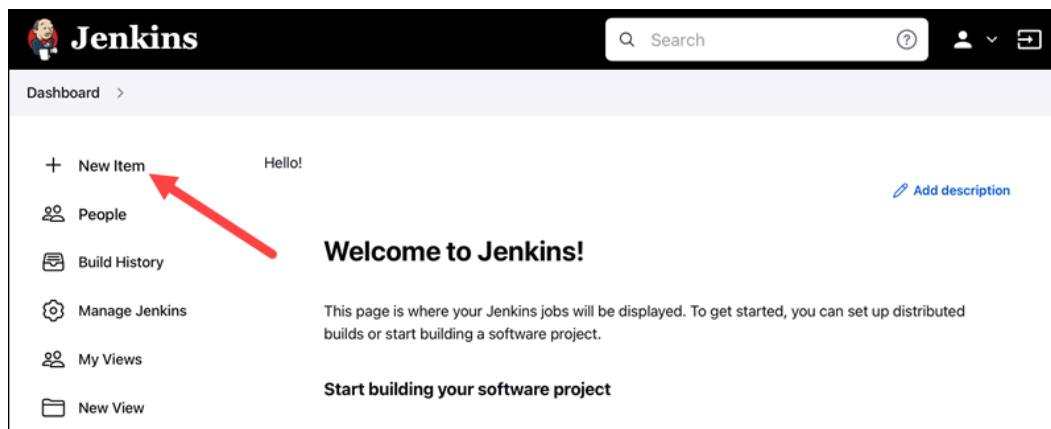 Jenkins
Search
Dashboard
New Item
Hello!
Add description
People
Welcome to Jenkins!
Build History
Manage Jenkins
This page is where your Jenkins jobs will be displayed. To get started, you can set up distributed
builds or start building a software project.
My Views
Start building your software project
New View